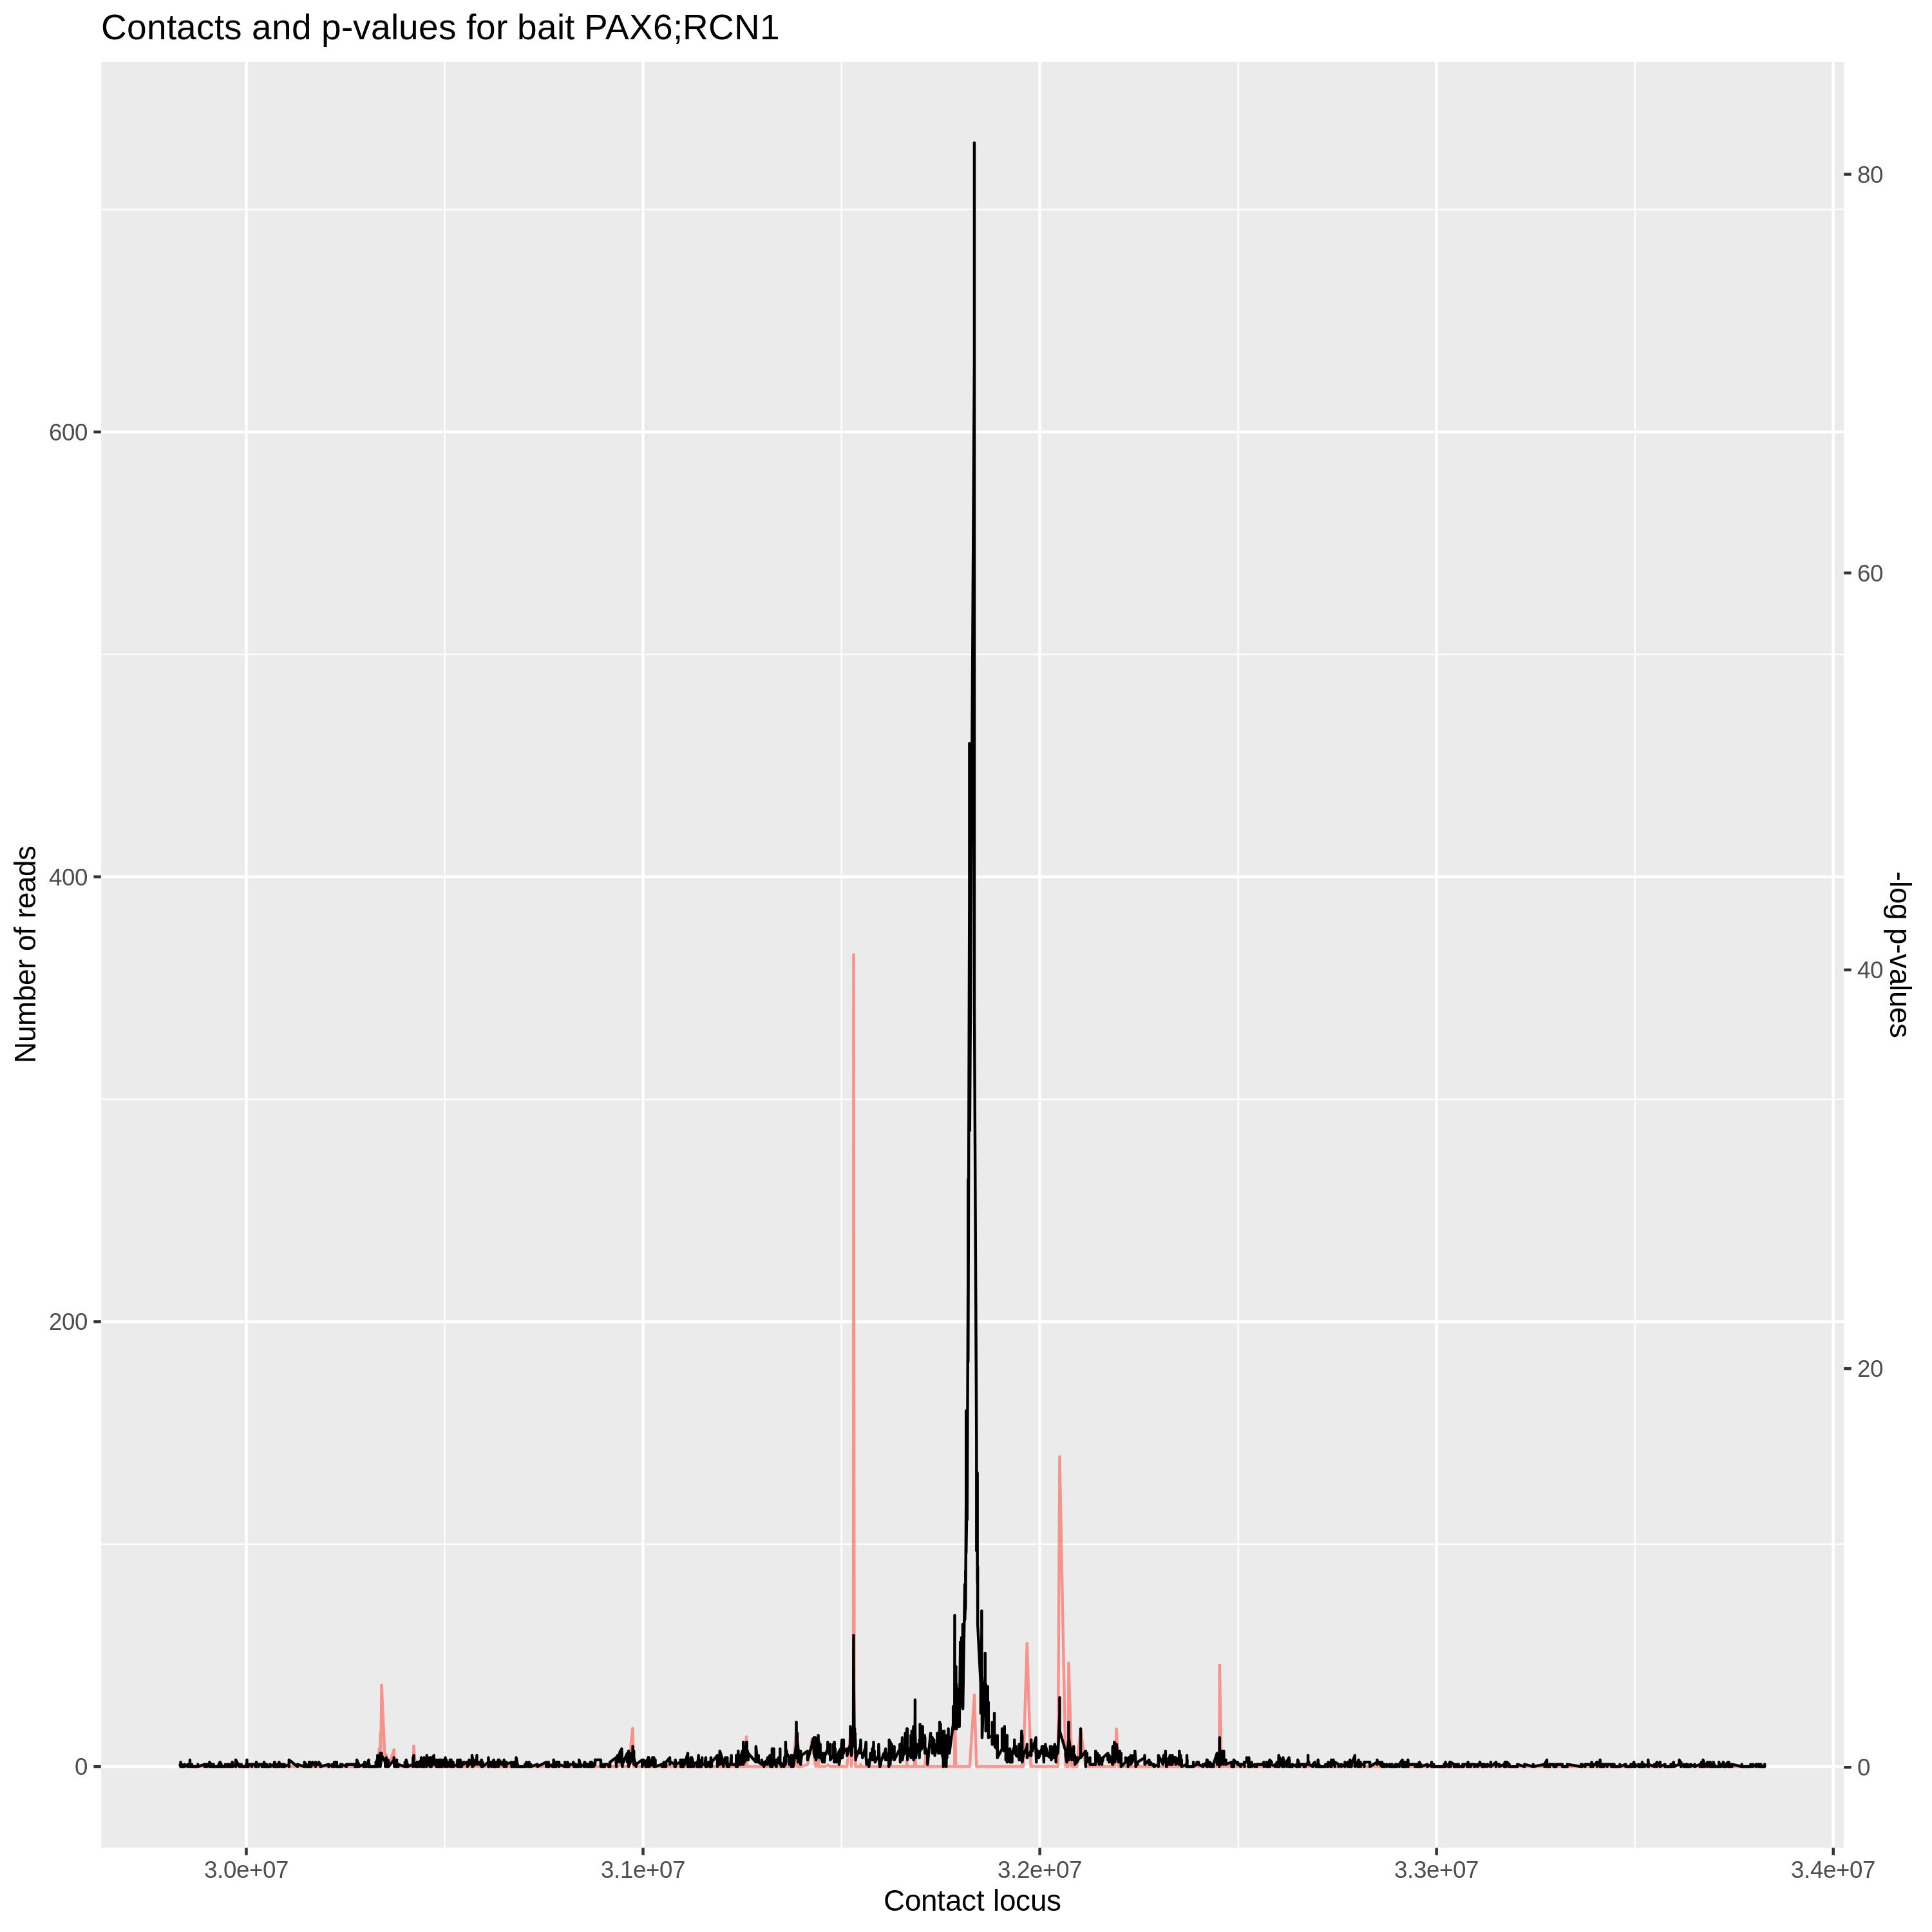 Contacts and p-values for bait PAX6;RCN1
Number of reads
600
400
200
0
80
60
40
20
0
-log p-values
3.0e+07
3.1e+07
3.2e+07
3.3e+07
3.4e+07
Contact locus